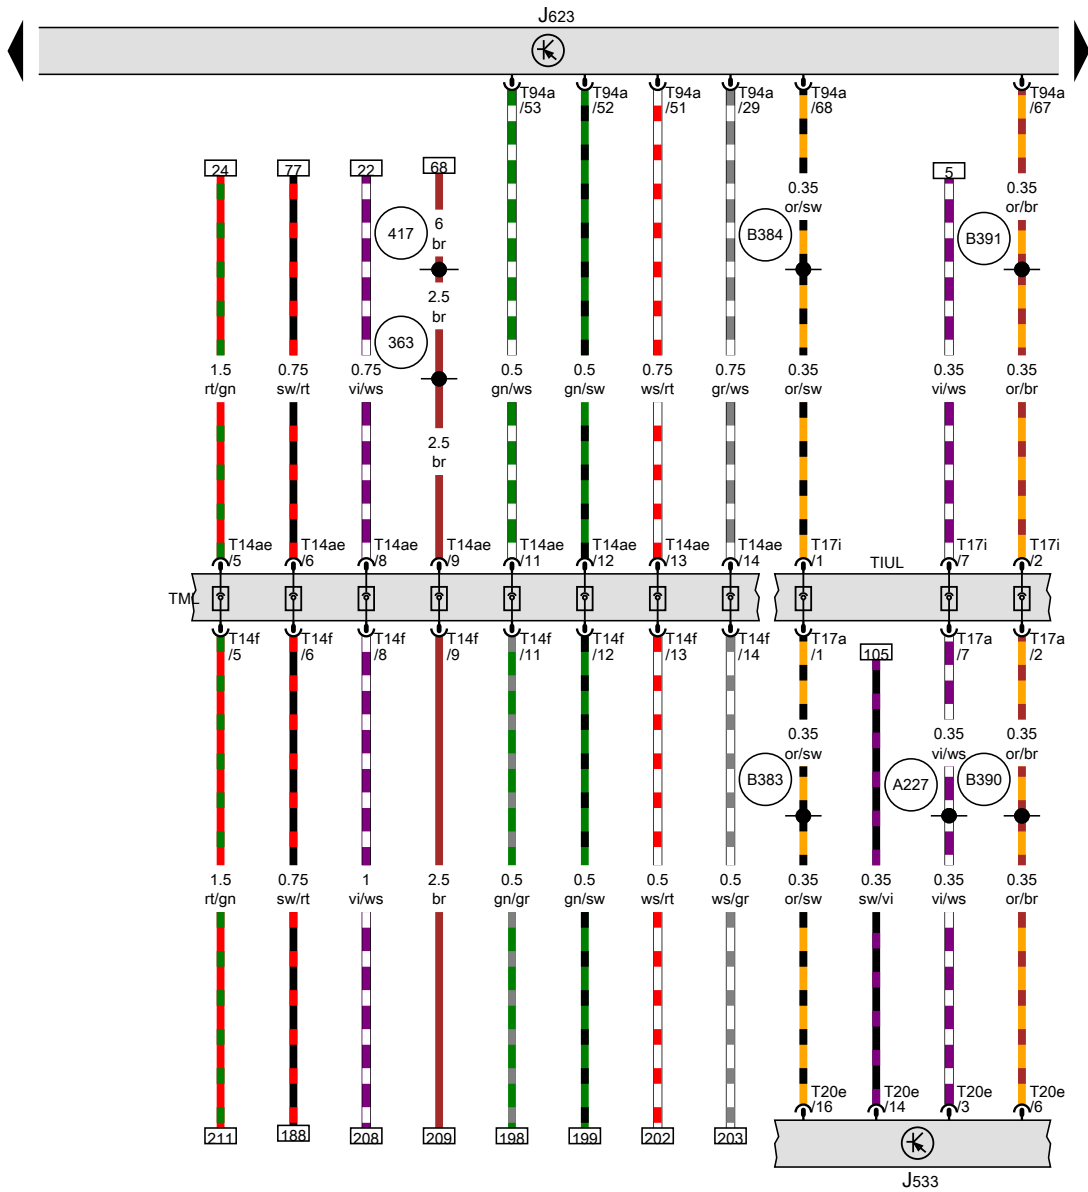 J623
T94a T94a T94a T94a T94a T94a
/53 /52 /51 /29 /68 /67
24 77 22 68 5
0.35 0.35
or/sw or/br
417 6 B384 B391
br
2.5
br
363
1.5 0.75 0.75 0.5 0.5 0.75 0.75 0.35 0.35 0.35
rt/gn sw/rt vi/ws gn/ws gn/sw ws/rt gr/ws or/sw vi/ws or/br
2.5
br
T14ae T14ae T14ae T14ae T14ae T14ae T14ae T14ae T17i T17i T17i
/5 /6 /8 /9 /11 /12 /13 /14 /1 TIUL /7 /2
TML
T14f T14f T14f T14f T14f T14f T14f T14f T17a T17a T17a
/5 /6 /8 /9 /11 /12 /13 /14 /1 105 /7 /2
0.35 0.35 0.35
or/sw vi/ws or/br
B383 A227 B390
1.5 0.75 1 2.5 0.5 0.5 0.5 0.5 0.35 0.35 0.35 0.35
rt/gn sw/rt vi/ws br gn/gr gn/sw ws/rt ws/gr or/sw sw/vi vi/ws or/br
T20e T20e T20e T20e
/16 /14 /3 /6
211 188 208 209 198 199 202 203
J533